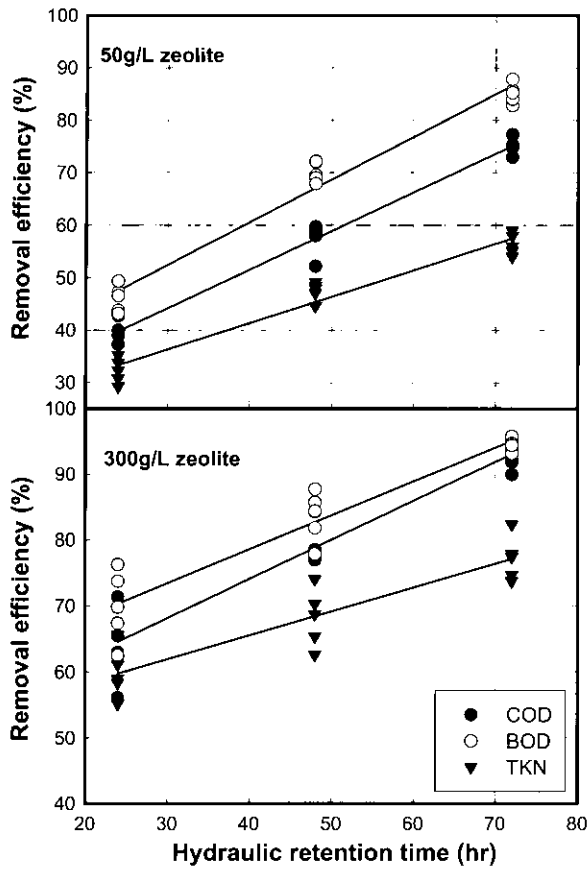 Removal efficiency (%)
100
90
80
70
60
50
40
30
50g/L zeolite
Removal efficiency (%)
100
90
80
70
60
50
40
300g/L zeolite
COD
BOD
TKN
20 30 40 50 60 70 80
Hydraulic retention time (hr)